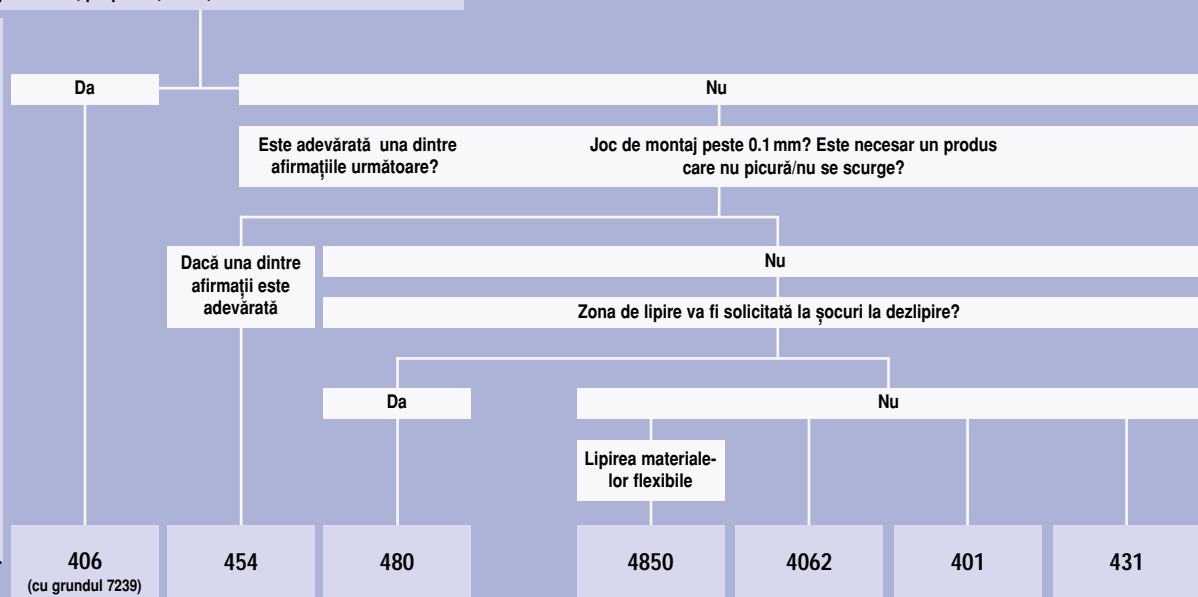 Da
Nu
Este adevărată una dintre
afirmațiile următoare?
Joc de montaj peste 0.1 mm? Este necesar un produs
care nu picură/nu se scurge?
Dacă una dintre
afirmații este
adevărată
Nu
Zona de lipire va fi solicitată la șocuri la dezlipire?
Da
Nu
Lipirea materiale-
lor flexibile
406
(cu grundul 7239)
454
480
4850
4062
401
431